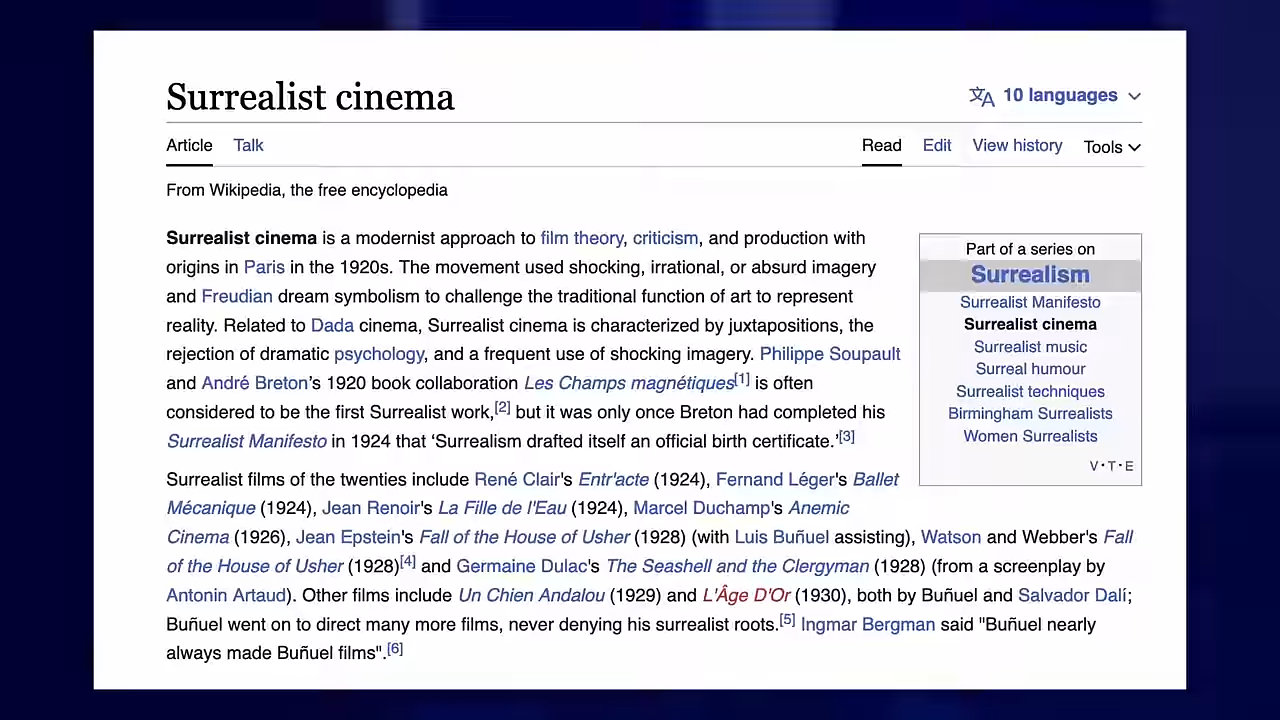 Surrealist cinema
10 languages
Article Talk
Read Edit View history Tools
From Wikipedia, the free encyclopedia
Surrealist cinema is a modernist approach to film theory, criticism, and production with
origins in Paris in the 1920s. The movement used shocking, irrational, or absurd imagery
and Freudian dream symbolism to challenge the traditional function of art to represent
reality. Related to Dada cinema, Surrealist cinema is characterized by juxtapositions, the
rejection of dramatic psychology, and a frequent use of shocking imagery. Philippe Soupault
and André Breton’s 1920 book collaboration Les Champs magnétiques[1] is often
considered to be the first Surrealist work,[2] but it was only once Breton had completed his
Surrealist Manifesto in 1924 that ‘Surrealism drafted itself an official birth certificate.’[3]
Part of a series on
Surrealism
Surrealist Manifesto
Surrealist cinema
Surrealist music
Surreal humour
Surrealist techniques
Birmingham Surrealists
Women Surrealists
V·T·E
Surrealist films of the twenties include René Clair's Entr'acte (1924), Fernand Léger's Ballet
Mécanique (1924), Jean Renoir's La Fille de l'Eau (1924), Marcel Duchamp's Anemic
Cinema (1926), Jean Epstein's Fall of the House of Usher (1928) (with Luis Buñuel assisting), Watson and Webber's Fall
of the House of Usher (1928)[4] and Germaine Dulac's The Seashell and the Clergyman (1928) (from a screenplay by
Antonin Artaud). Other films include Un Chien Andalou (1929) and L'Âge D'Or (1930), both by Buñuel and Salvador Dalí;
Buñuel went on to direct many more films, never denying his surrealist roots.[5] Ingmar Bergman said "Buñuel nearly
always made Buñuel films".[6]